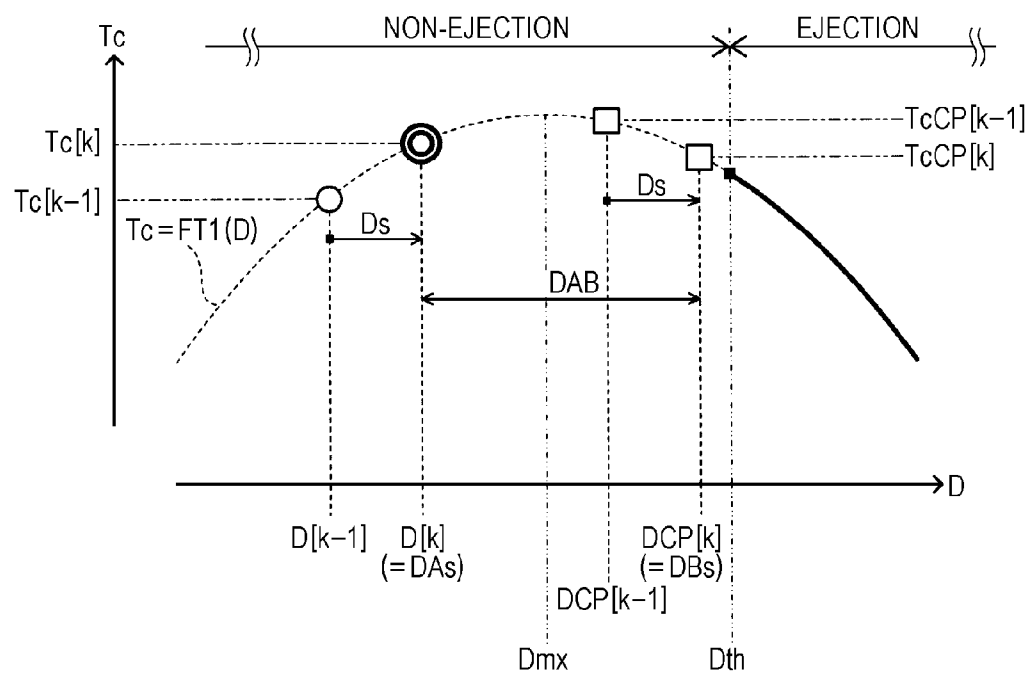 NON-EJECTION
EJECTION
Tc
TcCP[k−1]
Tc[k]
TcCP[k]
Tc[k−1]
Ds
Tc=FT1(D)
Ds
DAB
D
D[k−1]
D[k]
(=DAs)
DCP[k]
(=DBs)
DCP[k−1]
Dmx
Dth